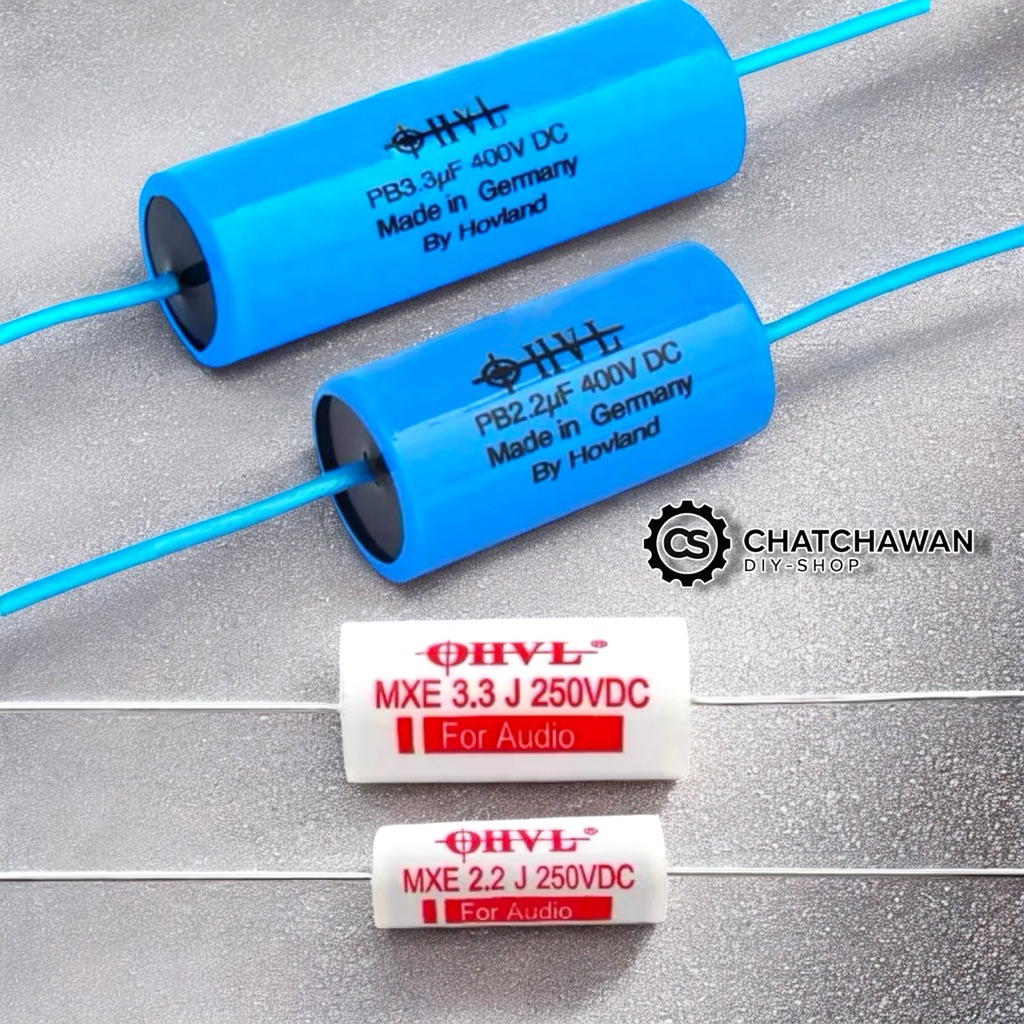 HVL
PB3.3µF 400V DC
Made in Germany
By Hovland
HVL
PB2.2µF 400V DC
Made in Germany
By Hovland
CS
CHATCHAWAN
DIY-SHOP
HVL®
MXE 3.3 J 250VDC
For Audio
HVL®
MXE 2.2 J 250VDC
For Audio